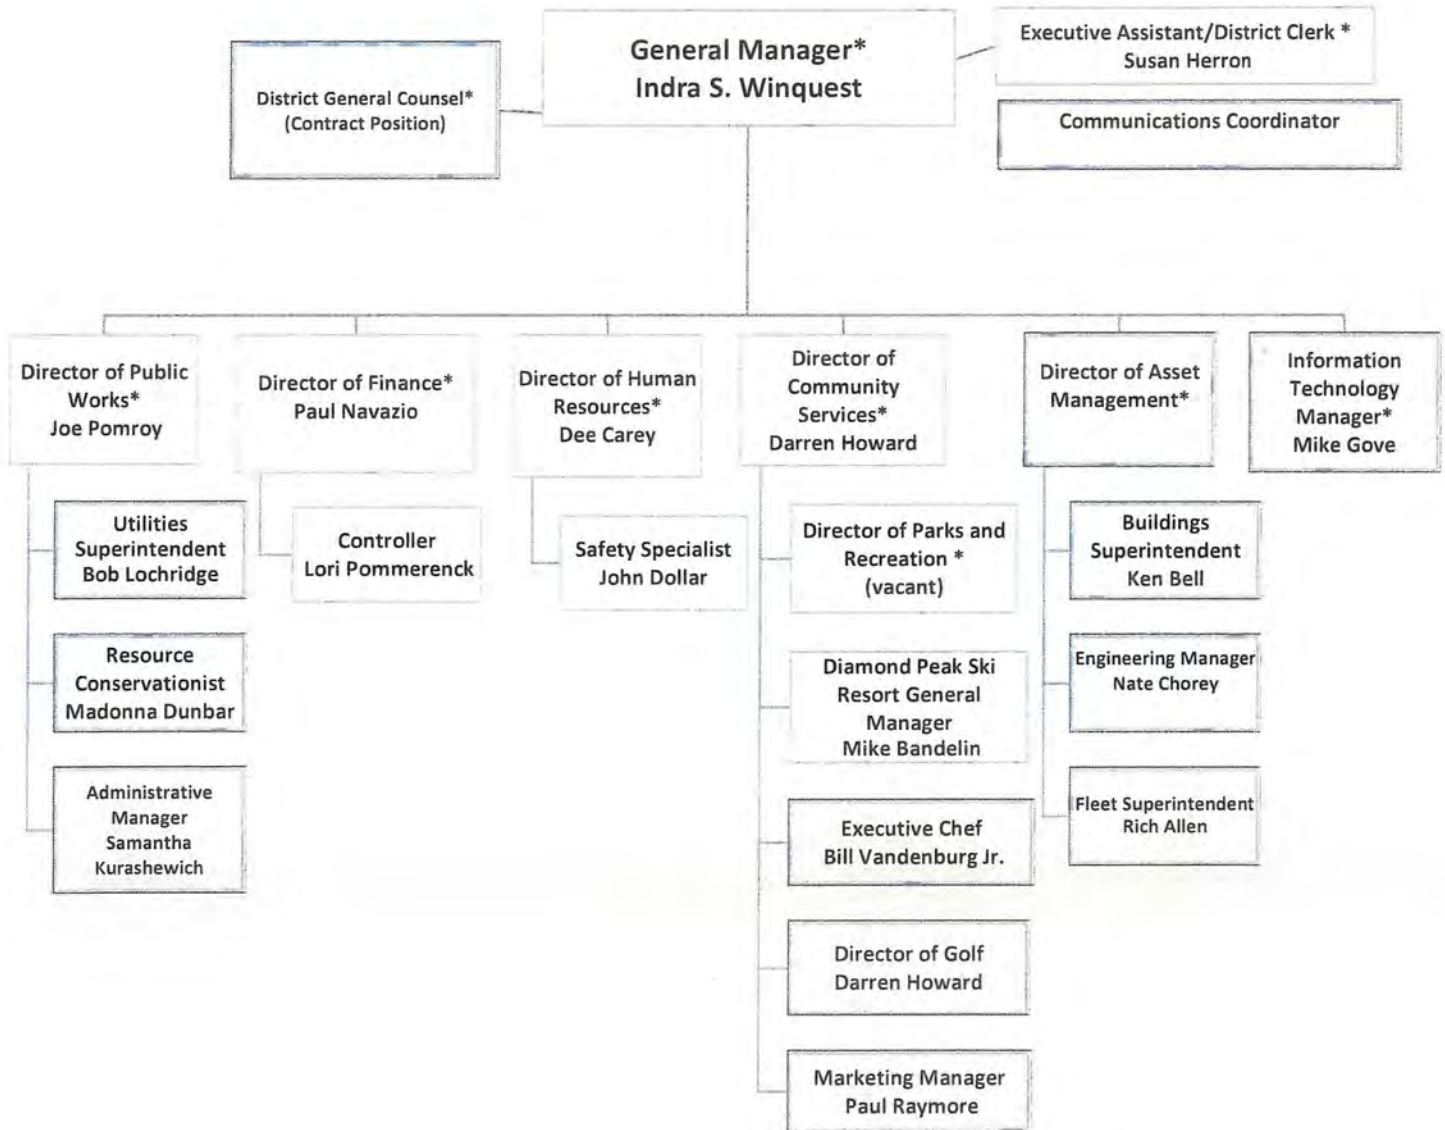 General Manager*
Indra S. Winquest
Executive Assistant/District Clerk *
Susan Herron
District General Counsel*
(Contract Position)
Communications Coordinator
Director of Public
Works*
Joe Pomroy
Director of Finance*
Paul Navazio
Director of Human
Resources*
Dee Carey
Director of
Community
Services*
Darren Howard
Director of Asset
Management*
Information
Technology
Manager*
Mike Gove
Utilities
Superintendent
Bob Lochridge
Resource
Conservationist
Madonna Dunbar
Administrative
Manager
Samantha
Kurashewich
Controller
Lori Pommerenck
Safety Specialist
John Dollar
Director of Parks and
Recreation *
(vacant)
Diamond Peak Ski
Resort General
Manager
Mike Bandelin
Executive Chef
Bill Vandenburg Jr.
Director of Golf
Darren Howard
Marketing Manager
Paul Raymore
Buildings
Superintendent
Ken Bell
Engineering Manager
Nate Chorey
Fleet Superintendent
Rich Allen